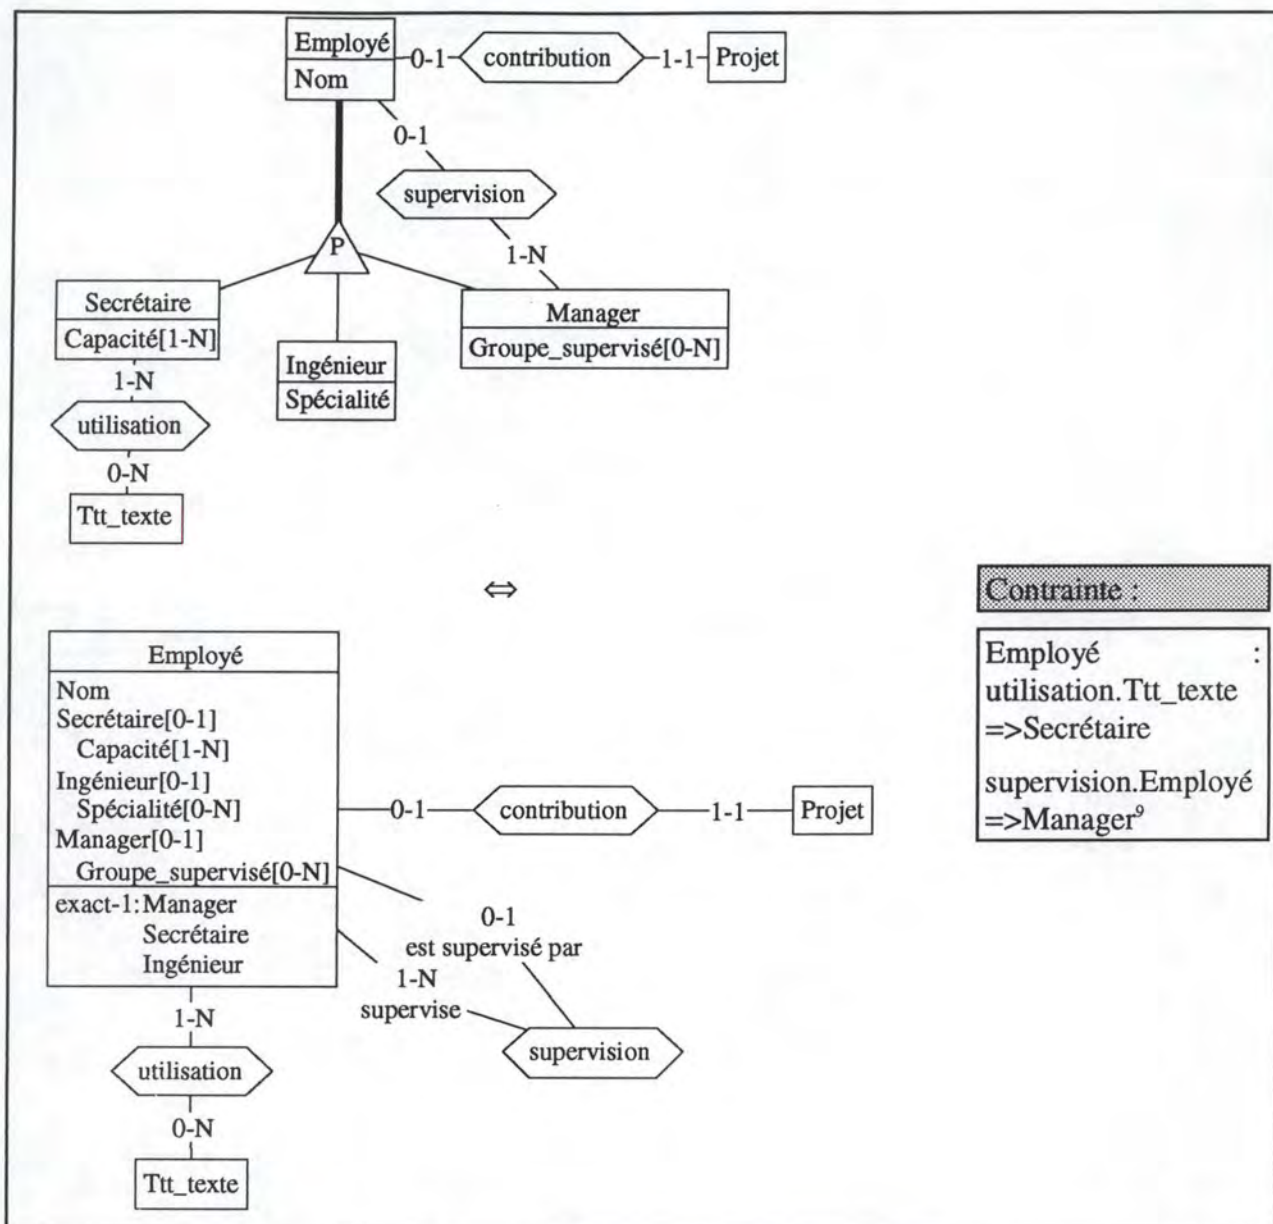 Employé
Nom
0-1
contribution
1-1
Projet
0-1
supervision
1-N
P
Secrétaire
Capacité[1-N]
Ingénieur
Spécialité
Manager
Groupe_supervisé[0-N]
1-N
utilisation
0-N
Ttt_texte
⇔
Contrainte :
Employé :
utilisation.Ttt_texte
=>Secrétaire
supervision.Employé
=>Manager⁹
Employé
Nom
Secrétaire[0-1]
Capacité[1-N]
Ingénieur[0-1]
Spécialité[0-N]
Manager[0-1]
Groupe_supervisé[0-N]
exact-1:Manager
Secrétaire
Ingénieur
0-1
contribution
1-1
Projet
0-1
est supervisé par
1-N
supervise
supervision
1-N
utilisation
0-N
Ttt_texte